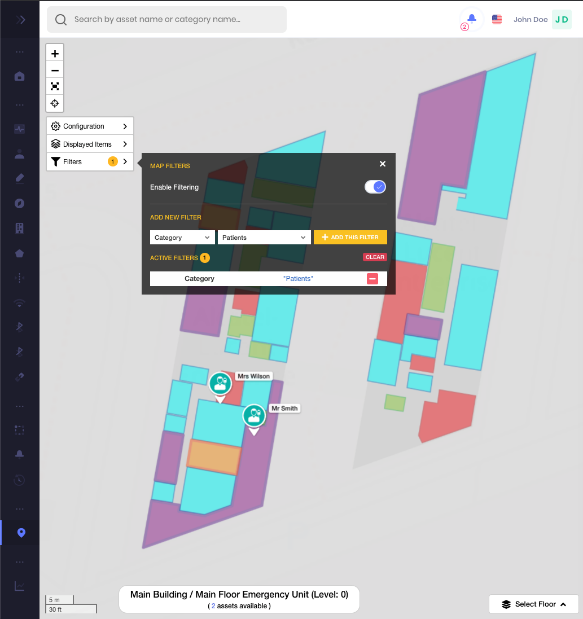 Search by asset name or category name...
2
John Doe
J D
+
−
Configuration
Displayed Items
Filters
1
MAP FILTERS
Enable Filtering
ADD NEW FILTER
Category
Patients
+ ADD THIS FILTER
ACTIVE FILTERS 1
CLEAR
Category
"Patients"
Mrs Wilson
Mr Smith
5 m
30 ft
Main Building / Main Floor Emergency Unit (Level: 0)
( 2 assets available )
Select Floor